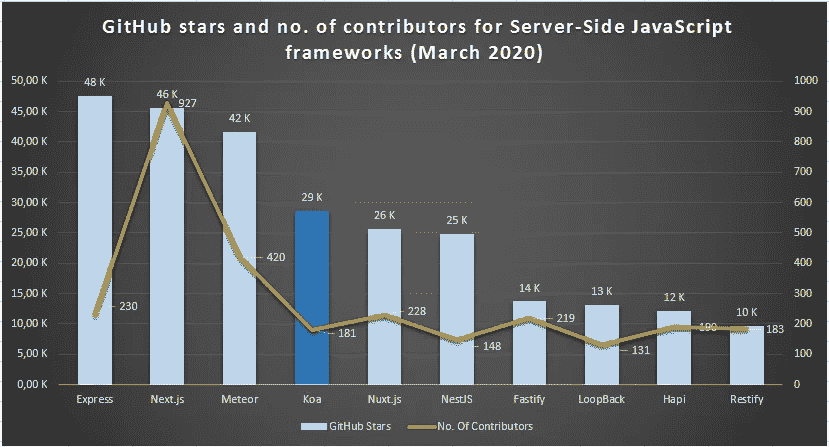 GitHub stars and no. of contributors for Server-Side JavaScript
frameworks (March 2020)
50,00 K
45,00 K
40,00 K
35,00 K
30,00 K
25,00 K
20,00 K
15,00 K
10,00 K
5,00 K
0,00 K
48 K
46 K
42 K
29 K
26 K
25 K
14 K
13 K
12 K
10 K
230
927
420
181
228
148
219
131
183
1000
900
800
700
600
500
400
300
200
100
0
Express
Next.js
Meteor
Koa
Nuxt.js
NestJS
Fastify
LoopBack
Hapi
Restify
GitHub Stars
No. Of Contributors